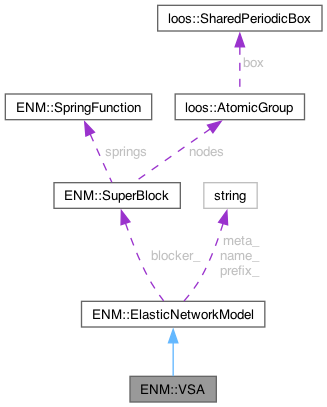 loos::SharedPeriodicBox
box
ENM::SpringFunction
loos::AtomicGroup
springs
nodes
ENM::SuperBlock
string
blocker_
meta_
name_
prefix_
ENM::ElasticNetworkModel
ENM::VSA